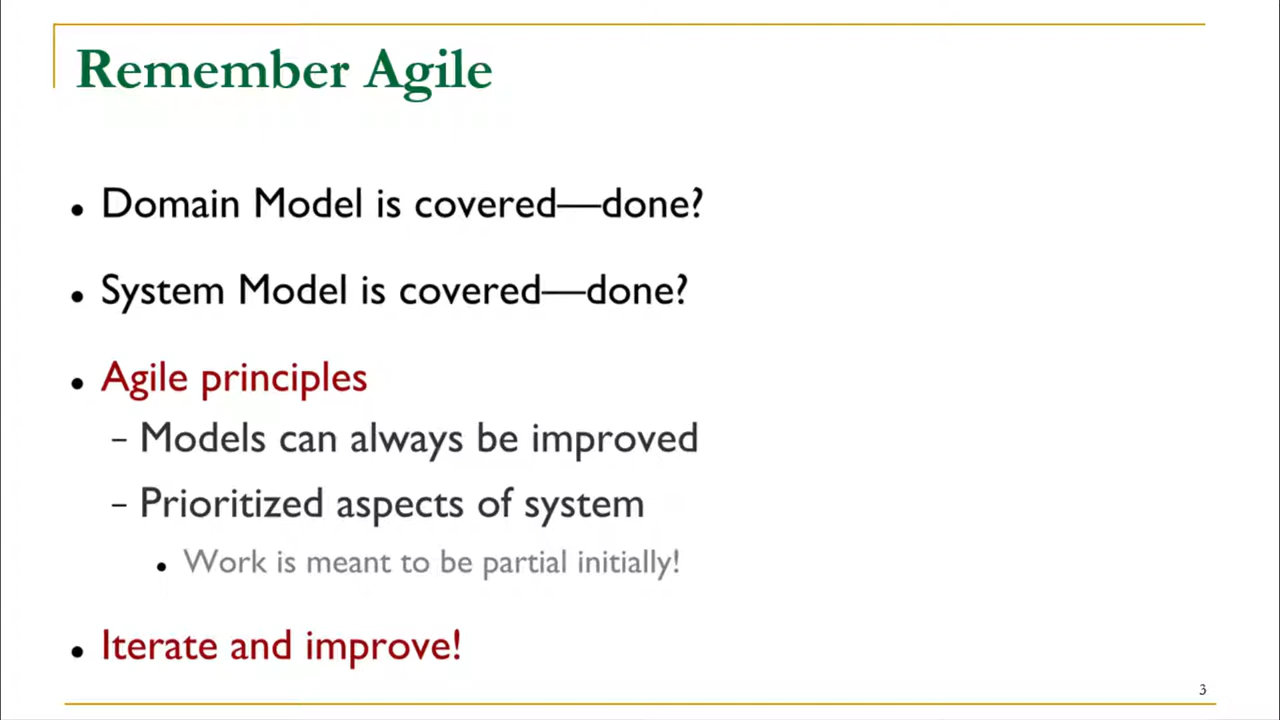 Remember Agile
• Domain Model is covered—done?
• System Model is covered—done?
• Agile principles
– Models can always be improved
– Prioritized aspects of system
• Work is meant to be partial initially!
• Iterate and improve!
3